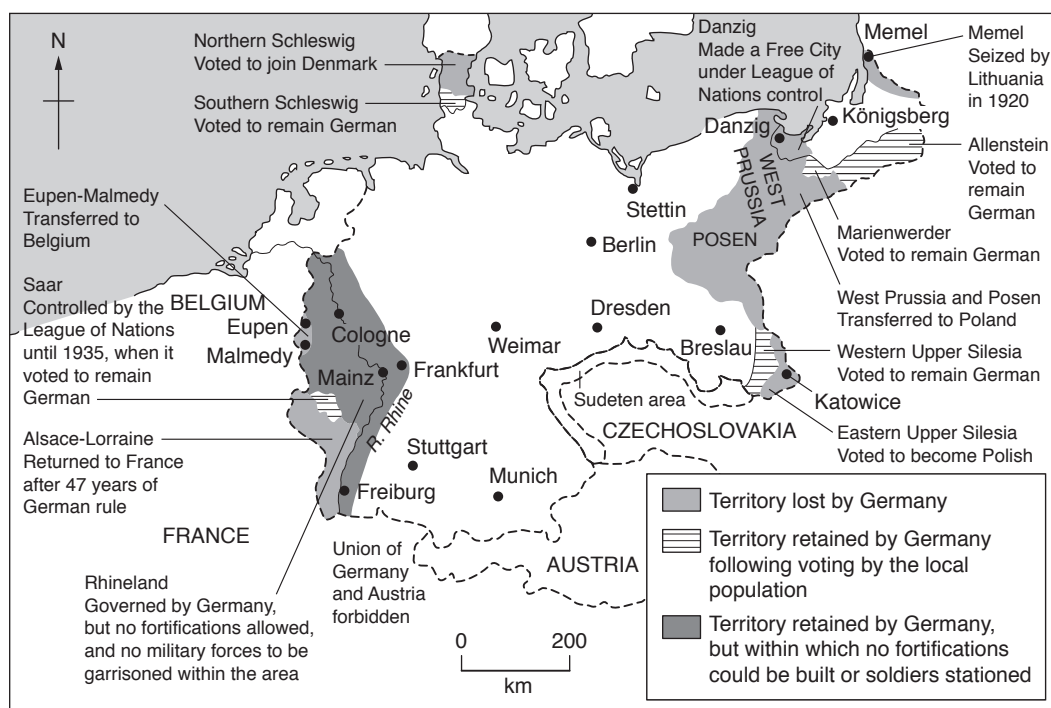 N
Northern Schleswig
Voted to join Denmark
Southern Schleswig
Voted to remain German
Danzig
Made a Free City
under League of
Nations control
Memel
Memel
Seized by
Lithuania
in 1920
Königsberg
Danzig
Allenstein
Voted to
remain
German
WEST
PRUSSIA
Stettin
Marienwerder
Voted to remain German
POSEN
Berlin
Eupen-Malmedy
Transferred to
Belgium
Saar
Controlled by the
League of Nations
until 1935, when it
voted to remain
German
BELGIUM
Eupen
Malmedy
Cologne
Mainz
Frankfurt
R. Rhine
Weimar
Dresden
Breslau
West Prussia and Posen
Transferred to Poland
Western Upper Silesia
Voted to remain German
Katowice
Sudeten area
CZECHOSLOVAKIA
Eastern Upper Silesia
Voted to become Polish
Alsace-Lorraine
Returned to France
after 47 years of
German rule
Stuttgart
Munich
Freiburg
FRANCE
Union of
Germany
and Austria
forbidden
AUSTRIA
Rhineland
Governed by Germany,
but no fortifications allowed,
and no military forces to be
garrisoned within the area
0 200
km
Territory lost by Germany
Territory retained by Germany
following voting by the local
population
Territory retained by Germany,
but within which no fortifications
could be built or soldiers stationed